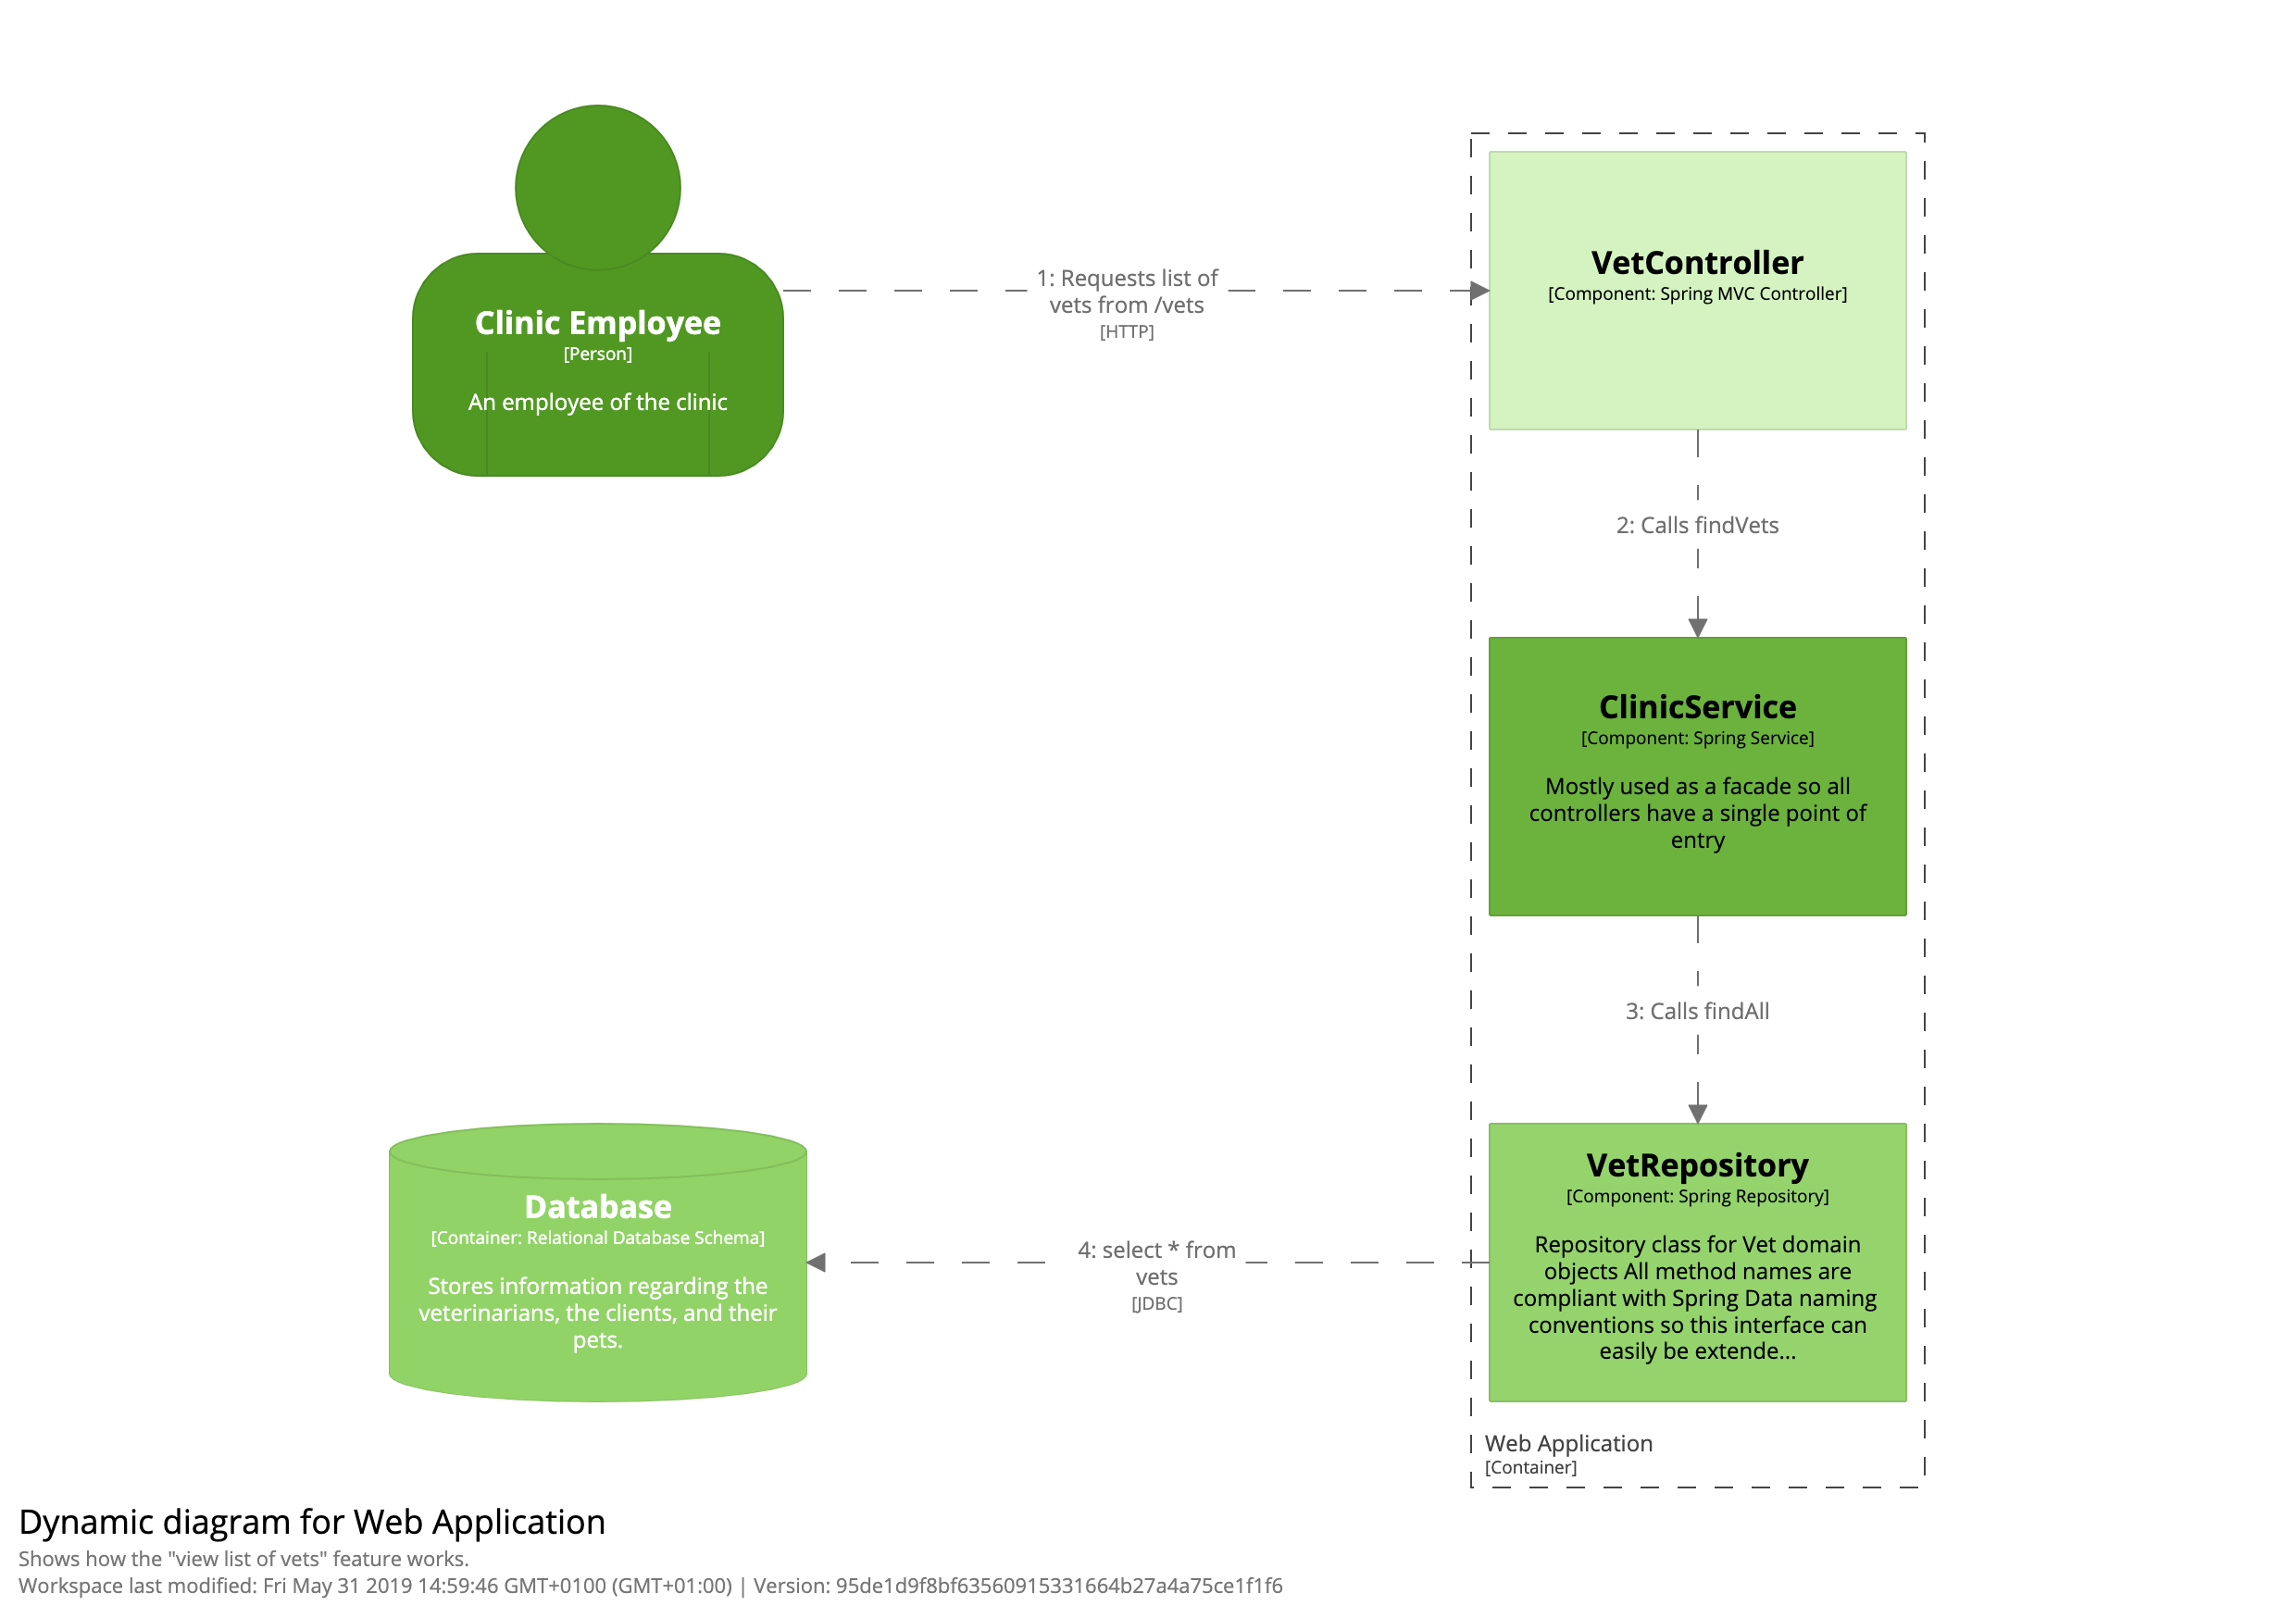 Clinic Employee
[Person]
An employee of the clinic
1: Requests list of
vets from /vets
[HTTP]
VetController
[Component: Spring MVC Controller]
2: Calls findVets
ClinicService
[Component: Spring Service]
Mostly used as a facade so all
controllers have a single point of
entry
3: Calls findAll
VetRepository
[Component: Spring Repository]
Repository class for Vet domain
objects All method names are
compliant with Spring Data naming
conventions so this interface can
easily be extende...
4: select * from
vets
[JDBC]
Database
[Container: Relational Database Schema]
Stores information regarding the
veterinarians, the clients, and their
pets.
Web Application
[Container]
Dynamic diagram for Web Application
Shows how the "view list of vets" feature works.
Workspace last modified: Fri May 31 2019 14:59:46 GMT+0100 (GMT+01:00) | Version: 95de1d9f8bf63560915331664b27a4a75ce1f1f6